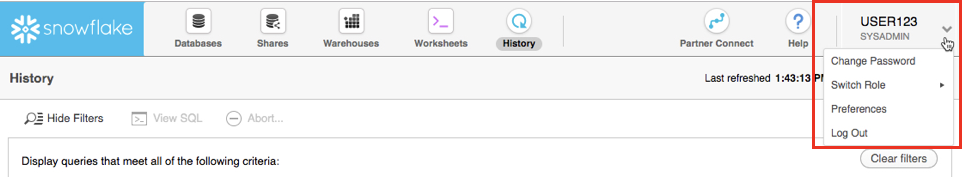 snowflake
Databases
Shares
Warehouses
Worksheets
History
Partner Connect
Help
USER123
SYSADMIN
History
Last refreshed 1:43:13 PM
Change Password
Switch Role
Preferences
Log Out
Hide Filters
View SQL
Abort...
Display queries that meet all of the following criteria:
Clear filters